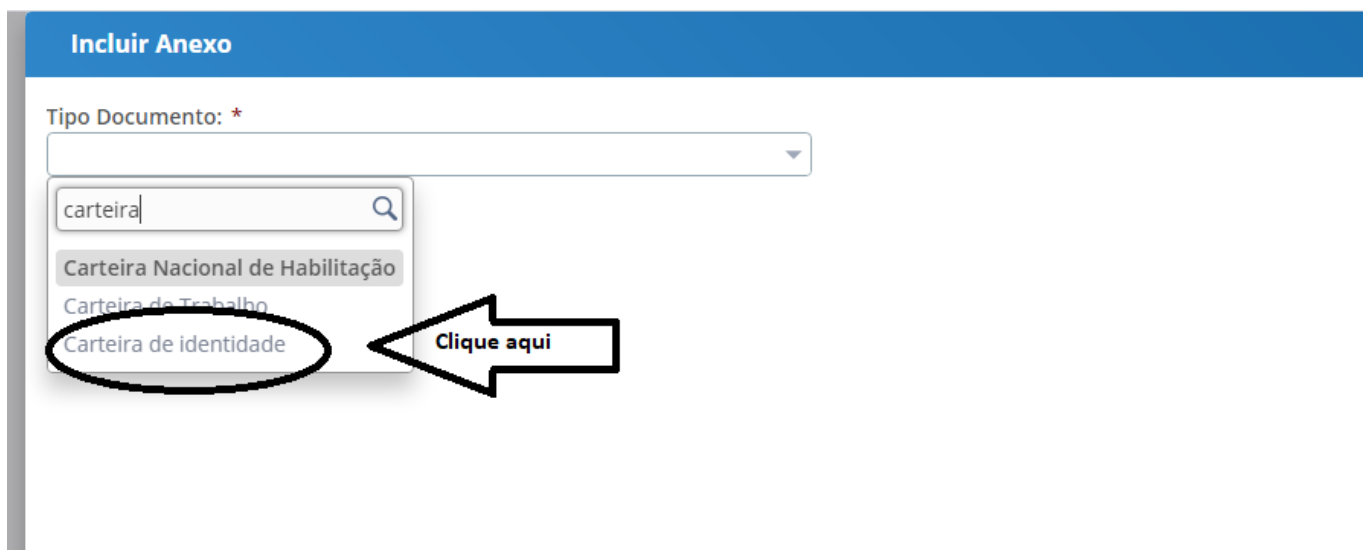 Incluir Anexo
Tipo Documento: *
carteira
Carteira Nacional de Habilitação
Carteira de Trabalho
Carteira de identidade
Clique aqui